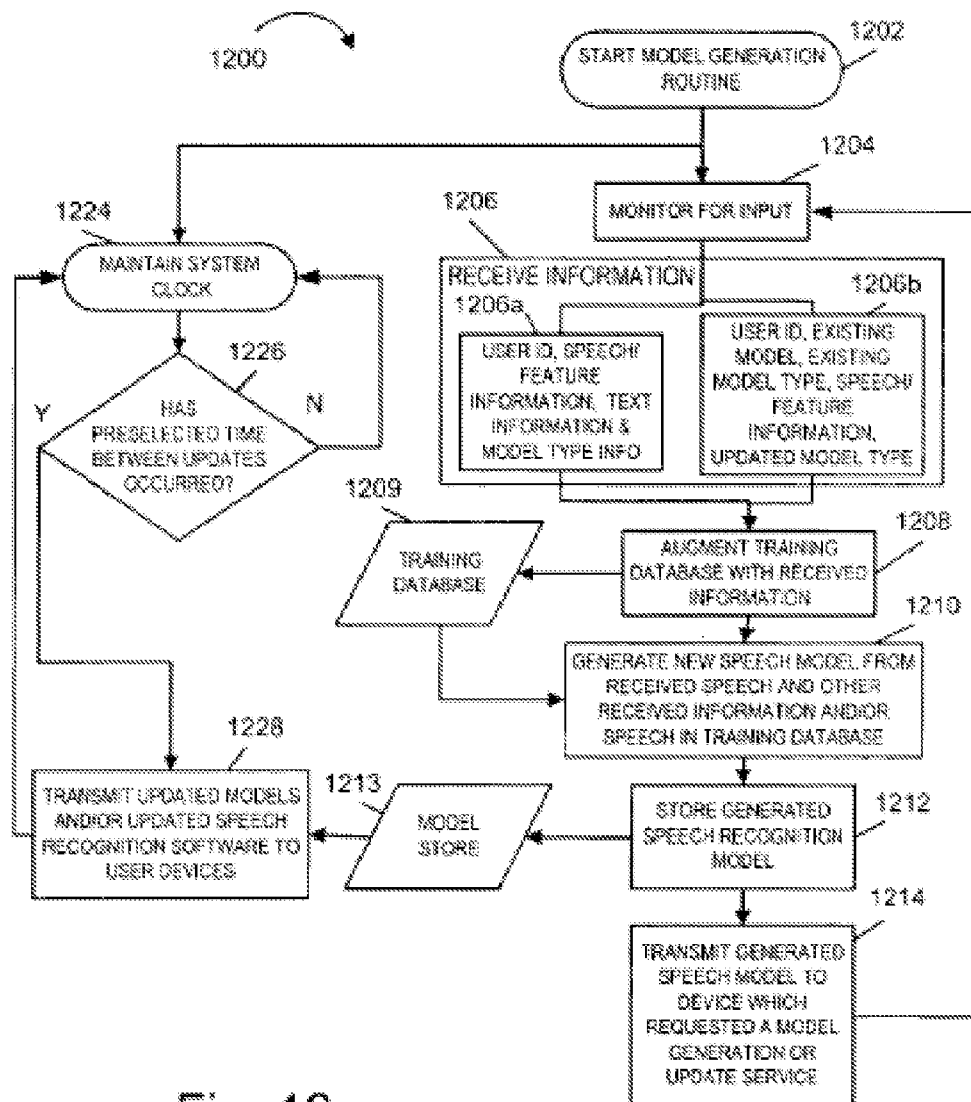 1200
1202
START MODEL GENERATION
ROUTINE
1204
MONITOR FOR INPUT
1224
MAINTAIN SYSTEM
CLOCK
1206
RECEIVE INFORMATION
1206a
USER ID, SPEECH/
FEATURE
INFORMATION, TEXT
INFORMATION &
MODEL TYPE INFO
1206b
USER ID, EXISTING
MODEL, EXISTING
MODEL TYPE, SPEECH/
FEATURE
INFORMATION,
UPDATED MODEL TYPE
1226
Y
HAS
PRESELECTED TIME
BETWEEN UPDATES
OCCURRED?
N
1209
TRAINING
DATABASE
1208
AUGMENT TRAINING
DATABASE WITH RECEIVED
INFORMATION
1210
GENERATE NEW SPEECH MODEL FROM
RECEIVED SPEECH AND OTHER
RECEIVED INFORMATION AND/OR
SPEECH IN TRAINING DATABASE
1228
TRANSMIT UPDATED MODELS
AND/OR UPDATED SPEECH
RECOGNITION SOFTWARE TO
USER DEVICES
1213
MODEL
STORE
1212
STORE GENERATED
SPEECH RECOGNITION
MODEL
1214
TRANSMIT GENERATED
SPEECH MODEL TO
DEVICE WHICH
REQUESTED A MODEL
GENERATION OR
UPDATE SERVICE